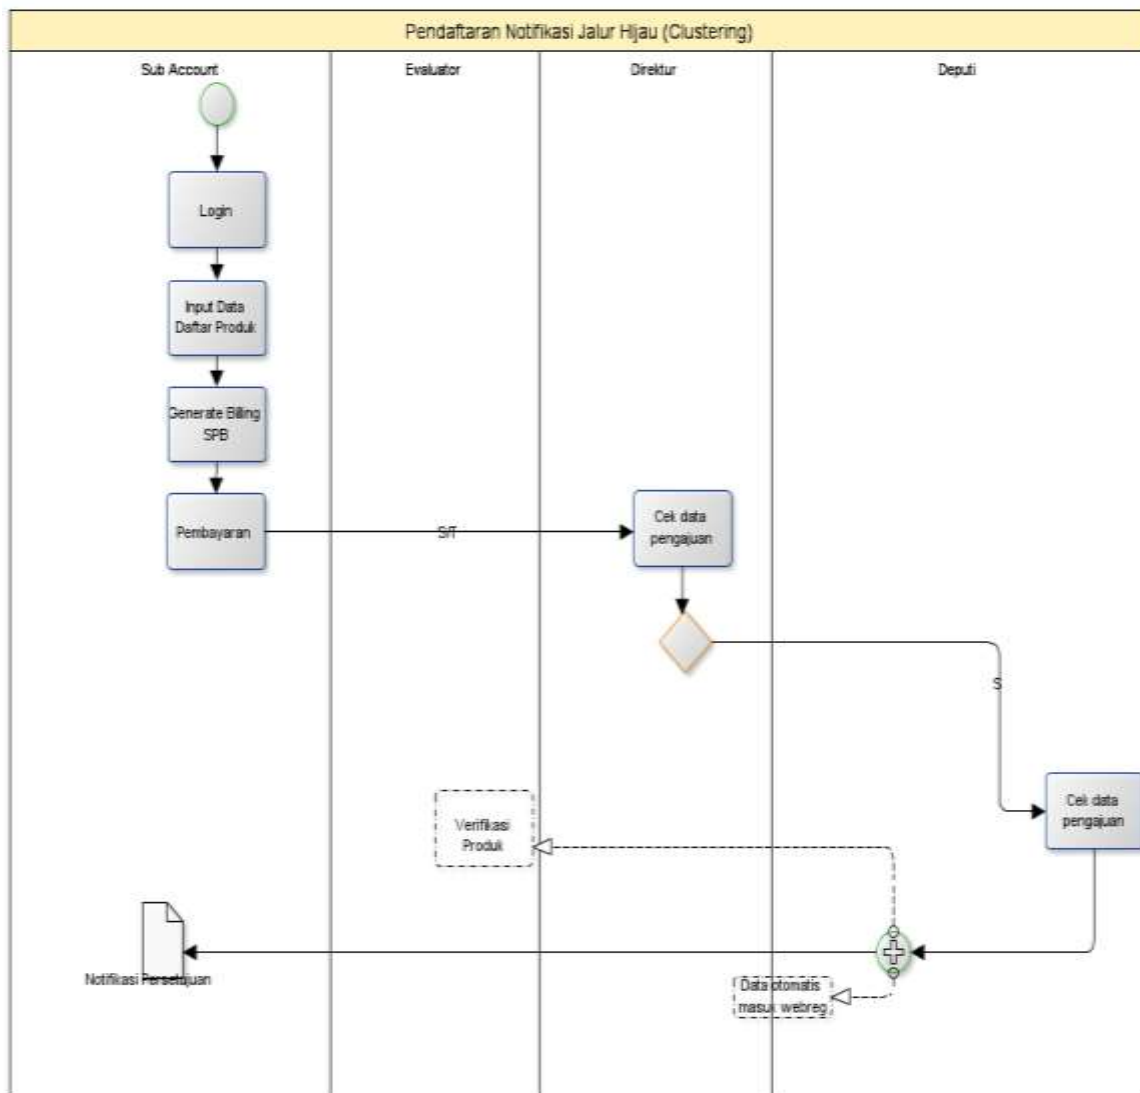 Pendaftaran Notifikasi Jalur Hijau (Clustering)
Sub Account
Evaluator
Direktur
Deputi
Login
Input Data
Daftar Produk
Generate Billing
SPB
Pembayaran
S/T
Cek data
pengajuan
S
Cek data
pengajuan
Verifikasi
Produk
Notifikasi Persetujuan
Data otomatis
masuk webreg